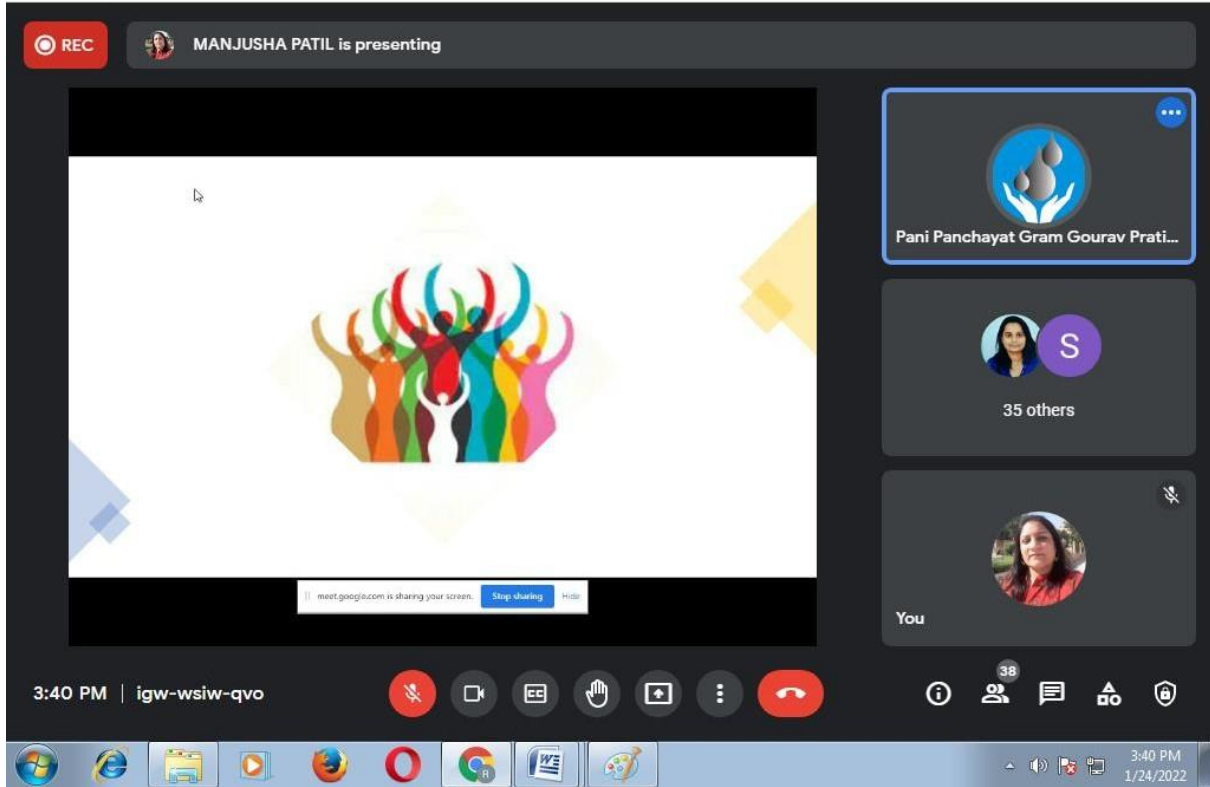 REC
MANJUSHA PATIL is presenting
Pani Panchayat Gram Gourav Prati...
S
35 others
meet.google.com is sharing your screen. Stop sharing Hide
You
3:40 PM | igw-wsiw-qvo
CC
38
3:40 PM
1/24/2022